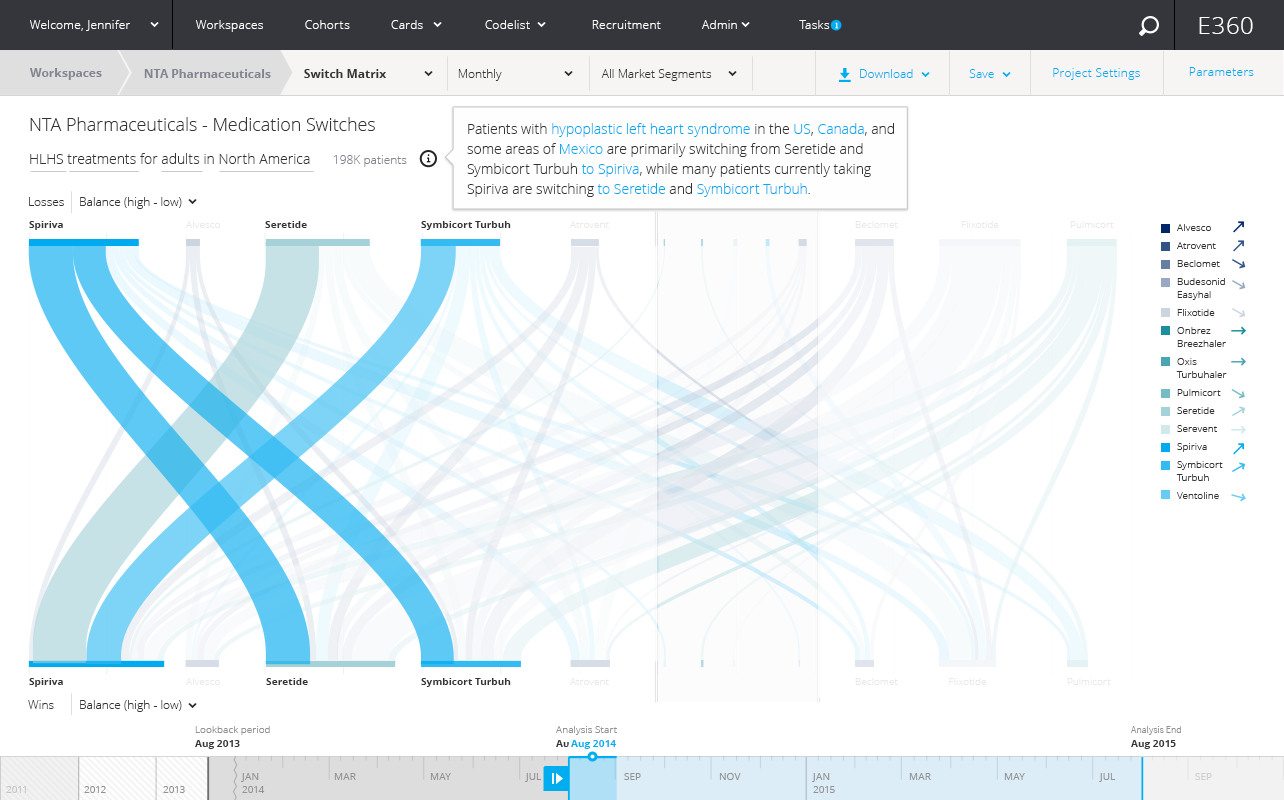 Welcome, Jennifer
Workspaces
Cohorts
Cards
Codelist
Recruitment
Admin
Tasks
E360
Workspaces
NTA Pharmaceuticals
Switch Matrix
Monthly
All Market Segments
Download
Save
Project Settings
Parameters
NTA Pharmaceuticals - Medication Switches
HLHS treatments for adults in North America
198K patients
Patients with hypoplastic left heart syndrome in the US, Canada, and
some areas of Mexico are primarily switching from Seretide and
Symbicort Turbuh to Spiriva, while many patients currently taking
Spiriva are switching to Seretide and Symbicort Turbuh.
Losses
Balance (high - low)
Spiriva
Alvesco
Seretide
Symbicort Turbuh
Atrovent
Beclomet
Flixotide
Pulmicort
Alvesco
Atrovent
Beclomet
Budesonid
Easyhal
Flixotide
Onbrez
Breezhaler
Oxis
Turbuhaler
Pulmicort
Seretide
Serevent
Spiriva
Symbicort
Turbuh
Ventoline
Spiriva
Alvesco
Seretide
Symbicort Turbuh
Atrovent
Beclomet
Flixotide
Pulmicort
Wins
Balance (high - low)
Lookback period
Aug 2013
Analysis Start
Au Aug 2014
Analysis End
Aug 2015
2011
2012
2013
JAN
2014
MAR
MAY
JUL
SEP
NOV
JAN
2015
MAR
MAY
JUL
SEP